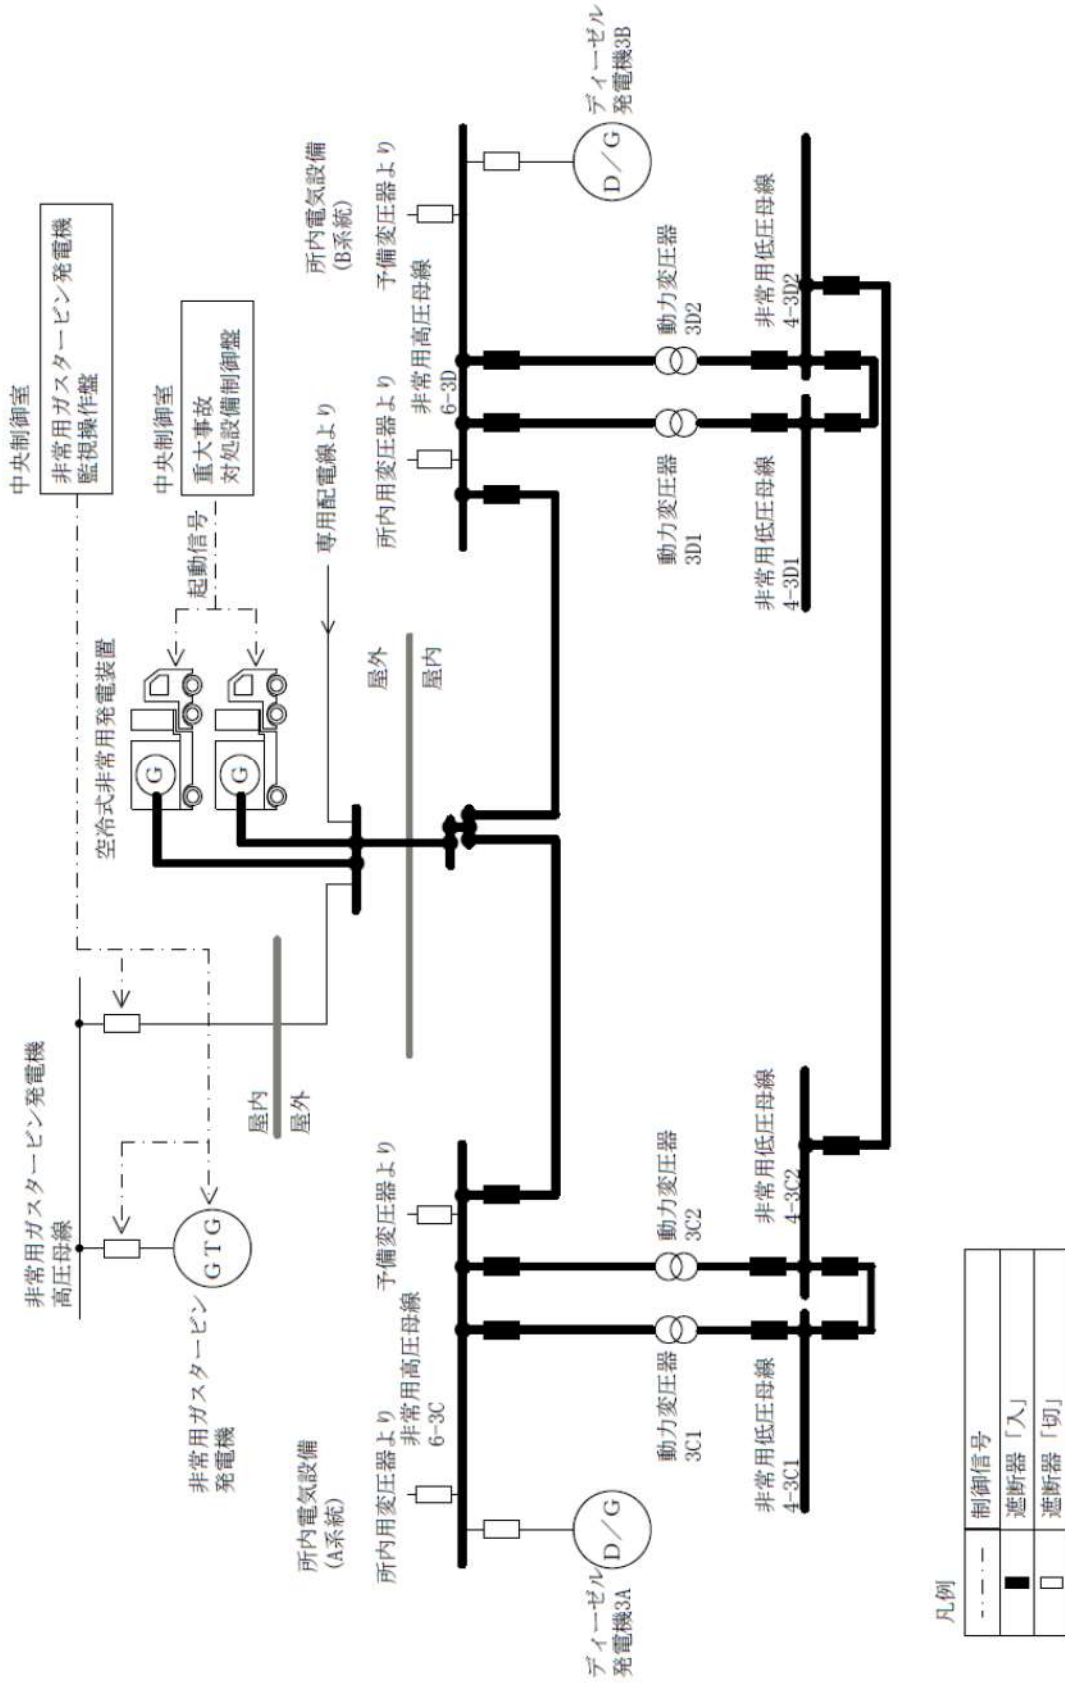 中央制御室
非常用ガスタービン発電機
監視操作盤
中央制御室
重大事故
対処設備制御盤
起動信号
空冷式非常用発電装置
G
G
専用配電線より
非常用ガスタービン発電機
高圧母線
GTG
非常用ガスタービン
発電機
屋内
屋外
屋外
屋内
所内電気設備
(A系統)
所内用変圧器より
予備変圧器より
非常用高圧母線
6-3C
D/G
ディーゼル
発電機3A
動力変圧器
3C1
動力変圧器
3C2
非常用低圧母線
4-3C1
非常用低圧母線
4-3C2
所内電気設備
(B系統)
所内用変圧器より
予備変圧器より
非常用高圧母線
6-3D
D/G
ディーゼル
発電機3B
動力変圧器
3D1
動力変圧器
3D2
非常用低圧母線
4-3D1
非常用低圧母線
4-3D2
凡例
制御信号
遮断器「入」
遮断器「切」